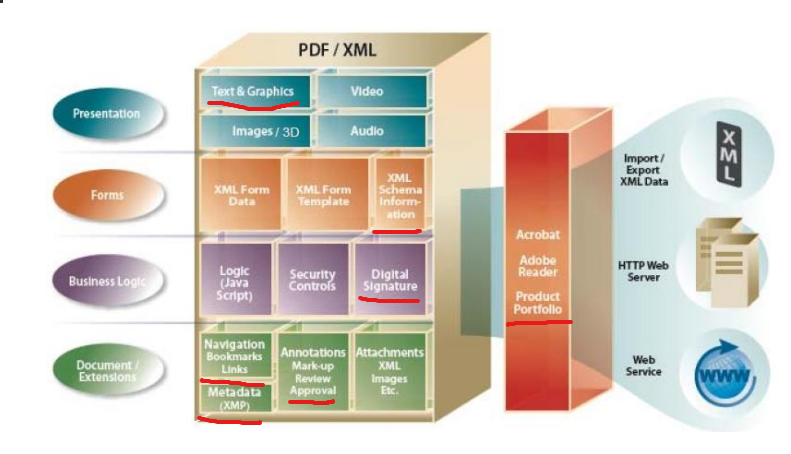 PDF / XML
Presentation
Text & Graphics
Video
Images / 3D
Audio
Forms
XML Form
Data
XML Form
Template
XML
Schema
Inform-
ation
Business Logic
Logic
(Java
Script)
Security
Controls
Digital
Signature
Document /
Extensions
Navigation
Bookmarks
Links
Metadata
(XMP)
Annotations
Mark-up
Review
Approval
Attachments
XML
Images
Etc.
Acrobat
Adobe
Reader
Product
Portfolio
Import /
Export
XML Data
XML
HTTP Web
Server
Web
Service
WWW